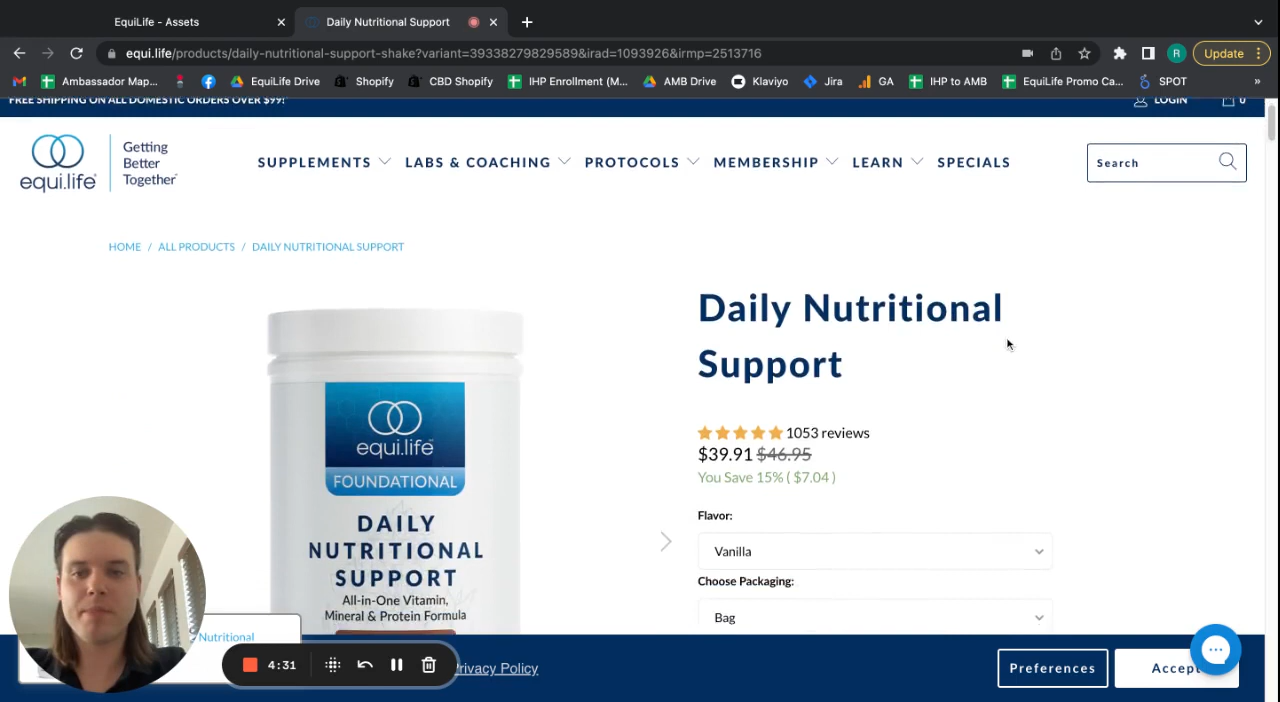 EquiLife - Assets
Daily Nutritional Support
equi.life/products/daily-nutritional-support-shake?variant=39338279829589&irad=1093926&irmp=2513716
R
Update
Ambassador Map...
EquiLife Drive
Shopify
CBD Shopify
IHP Enrollment (M...
AMB Drive
Klaviyo
Jira
GA
IHP to AMB
EquiLife Promo Ca...
SPOT
»
FREE SHIPPING ON ALL DOMESTIC ORDERS OVER $99!
LOGIN
0
equi.life
Getting
Better
Together
SUPPLEMENTS
LABS & COACHING
PROTOCOLS
MEMBERSHIP
LEARN
SPECIALS
Search
HOME / ALL PRODUCTS / DAILY NUTRITIONAL SUPPORT
equi.life
FOUNDATIONAL
DAILY
NUTRITIONAL
SUPPORT
All-in-One Vitamin,
Mineral & Protein Formula
Daily Nutritional
Support
1053 reviews
$39.91 $46.95
You Save 15% ( $7.04 )
Flavor:
Vanilla
Choose Packaging:
Bag
Nutritional
4:31
Privacy Policy
Preferences
Accept